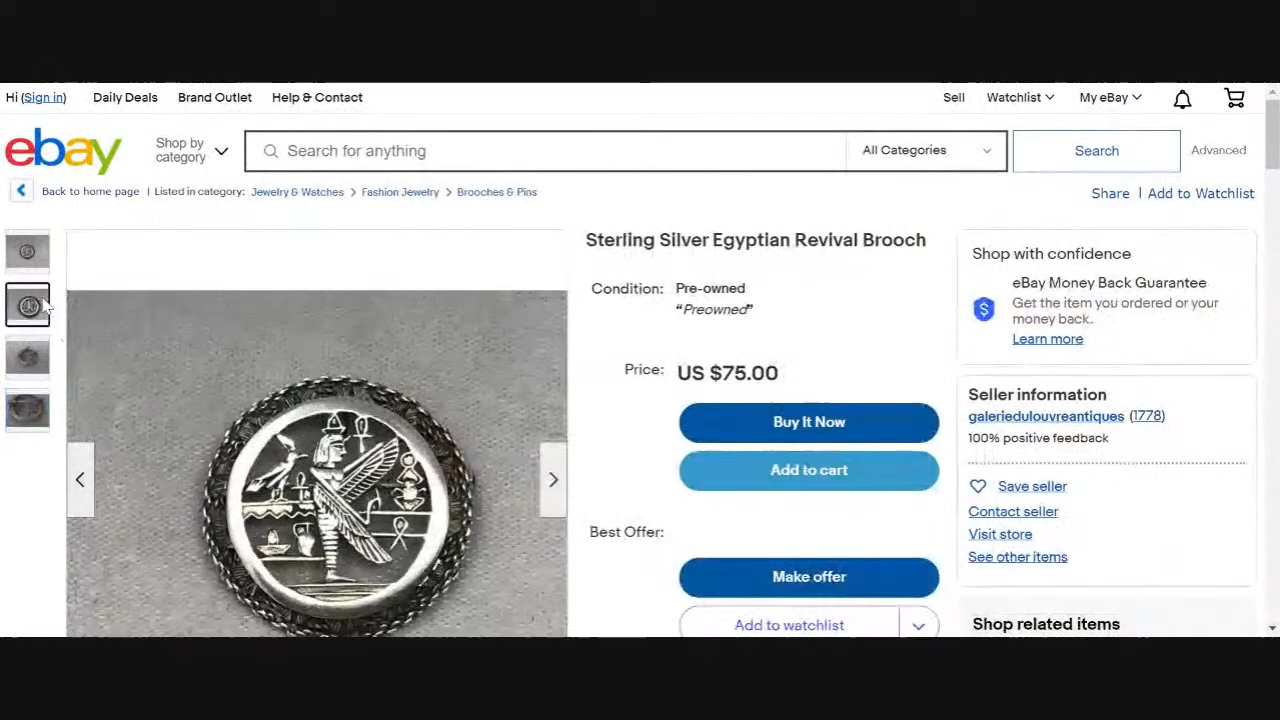 Hi (Sign in) Daily Deals Brand Outlet Help & Contact Sell Watchlist My eBay
ebay Shop by category Search for anything All Categories Search Advanced
Back to home page | Listed in category: Jewelry & Watches > Fashion Jewelry > Brooches & Pins Share | Add to Watchlist
Sterling Silver Egyptian Revival Brooch
Condition: Pre-owned
“Preowned”
Price: US $75.00
Buy It Now
Add to cart
Best Offer:
Make offer
Add to watchlist
Shop with confidence
eBay Money Back Guarantee
Get the item you ordered or your
money back.
Learn more
Seller information
galeriedulouvreantiques (1778)
100% positive feedback
Save seller
Contact seller
Visit store
See other items
Shop related items